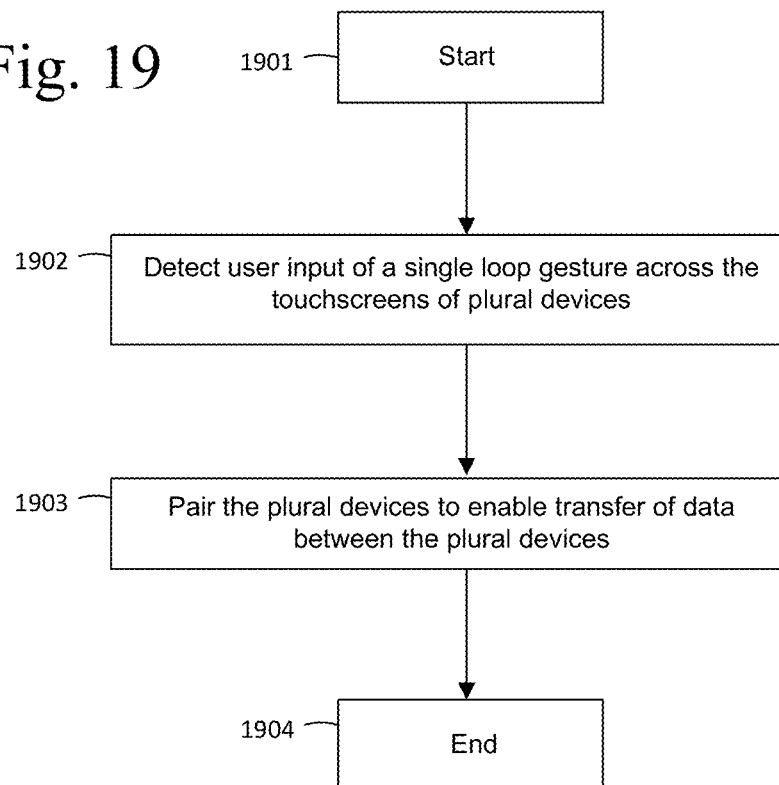 Fig. 19
1901
Start
1902
Detect user input of a single loop gesture across the
touchscreens of plural devices
1903
Pair the plural devices to enable transfer of data
between the plural devices
1904
End